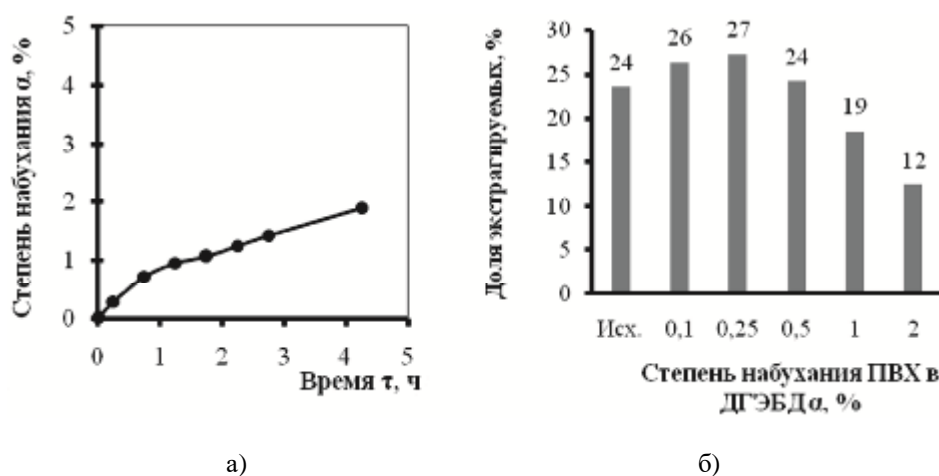 Степень набухания α, %
5
4
3
2
1
0
0 1 2 3 4 5
Время τ, ч
а)
Доля экстрагируемых, %
30
25
20
15
10
5
0
24 26 27 24 19 12
Исх. 0,1 0,25 0,5 1 2
Степень набухания ПВХ в
ДГЭБД α, %
б)